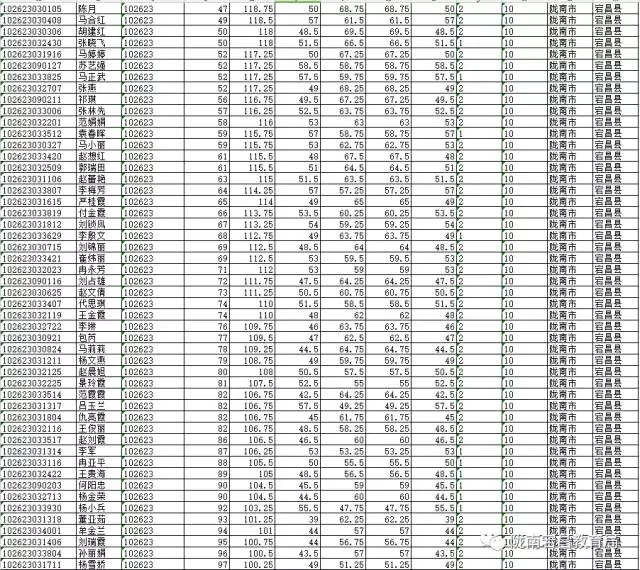 102623030105 陈月 102623 47 118.75 50 68.75 68.75 50 2 10 陇南市 宕昌县
102623030408 马合红 102623 50 118.5 57 61.5 61.5 57 2 10 陇南市 宕昌县
102623030306 胡建红 102623 50 118 48.5 69.5 69.5 48.5 2 10 陇南市 宕昌县
102623032430 张晓飞 102623 50 118 51.5 66.5 66.5 51.5 1 10 陇南市 宕昌县
102623031916 马婷婷 102623 52 117.25 50 67.25 67.25 50 2 10 陇南市 宕昌县
102623090127 苏艺强 102623 52 117.25 58.5 58.75 58.75 58.5 2 10 陇南市 宕昌县
102623033825 马正武 102623 52 117.25 57.5 59.75 59.75 57.5 1 10 陇南市 宕昌县
102623032707 张燕 102623 52 117.25 49 68.25 68.25 49 2 10 陇南市 宕昌县
102623090211 祁琪 102623 56 116.75 49.5 67.25 67.25 49.5 2 10 陇南市 宕昌县
102623033006 张林先 102623 57 116.25 52.5 63.75 63.75 52.5 2 10 陇南市 宕昌县
102623032201 范娟娟 102623 58 116 53 63 63 53 2 10 陇南市 宕昌县
102623033512 袁春晖 102623 59 115.75 57 58.75 58.75 57 1 10 陇南市 宕昌县
102623030327 马小丽 102623 59 115.75 53 62.75 62.75 53 2 10 陇南市 宕昌县
102623033420 赵想红 102623 61 115.5 48 67.5 67.5 48 2 10 陇南市 宕昌县
102623032509 郭瑞田 102623 61 115.5 51 64.5 64.5 51 2 10 陇南市 宕昌县
102623031106 赵蕾艳 102623 63 115 51.5 63.5 63.5 51.5 2 10 陇南市 宕昌县
102623033807 李梅芳 102623 64 114.25 57 57.25 57.25 57 2 10 陇南市 宕昌县
102623031615 严桂霞 102623 65 114 49 65 65 49 2 10 陇南市 宕昌县
102623033819 付金霞 102623 66 113.75 53.5 60.25 60.25 53.5 2 10 陇南市 宕昌县
102623031812 刘锁凤 102623 67 113.25 54 59.25 59.25 54 2 10 陇南市 宕昌县
102623033629 李 文 102623 68 112.75 49 63.75 63.75 49 1 10 陇南市 宕昌县
102623030715 刘锦丽 102623 69 112.5 48.5 64 64 48.5 2 10 陇南市 宕昌县
102623033421 崔炜丽 102623 69 112.5 53 59.5 59.5 53 2 10 陇南市 宕昌县
102623032023 冉永芳 102623 71 112 53 59 59 53 2 10 陇南市 宕昌县
102623090116 刘占雄 102623 72 111.75 47.5 64.25 64.25 47.5 2 10 陇南市 宕昌县
102623030625 赵文倩 102623 73 111.25 50.5 60.75 60.75 50.5 2 10 陇南市 宕昌县
102623033407 代思琪 102623 74 110 51.5 58.5 58.5 51.5 2 10 陇南市 宕昌县
102623032119 王金霞 102623 74 110 48 62 62 48 2 10 陇南市 宕昌县
102623032722 李琳 102623 76 109.75 46 63.75 63.75 46 2 10 陇南市 宕昌县
102623030921 包芮 102623 77 109.5 47 62.5 62.5 47 2 10 陇南市 宕昌县
102623030824 马莉莉 102623 78 109.25 44.5 64.75 64.75 44.5 2 10 陇南市 宕昌县
102623031211 杨文惠 102623 79 108.75 49 59.75 59.75 49 2 10 陇南市 宕昌县
102623032125 赵晨旭 102623 80 108 50.5 57.5 57.5 50.5 2 10 陇南市 宕昌县
102623032225 景玲霞 102623 81 107.5 52.5 55 55 52.5 2 10 陇南市 宕昌县
102623033514 范霞霞 102623 82 106.75 42.5 64.25 64.25 42.5 2 10 陇南市 宕昌县
102623031317 吕玉兰 102623 82 106.75 57.5 49.25 49.25 57.5 2 10 陇南市 宕昌县
102623031804 仇亮霞 102623 82 106.75 45 61.75 61.75 45 2 10 陇南市 宕昌县
102623032116 王俊丽 102623 82 106.75 48.5 58.25 58.25 48.5 2 10 陇南市 宕昌县
102623033517 赵刘霞 102623 86 106.5 46.5 60 60 46.5 2 10 陇南市 宕昌县
102623031314 李军 102623 87 106.25 53 53.25 53.25 53 1 10 陇南市 宕昌县
102623033116 冉亚平 102623 88 105.5 50 55.5 55.5 50 1 10 陇南市 宕昌县
102623032422 王贵海 102623 89 105 48.5 56.5 56.5 48.5 1 10 陇南市 宕昌县
102623090203 何阳忠 102623 90 104.5 45.5 59 59 45.5 1 10 陇南市 宕昌县
102623032713 杨金荣 102623 90 104.5 44.5 60 60 44.5 1 10 陇南市 宕昌县
102623033930 杨小兵 102623 92 103.25 55.5 47.75 47.75 55.5 1 10 陇南市 宕昌县
102623031318 董亚茹 102623 93 101.25 39 62.25 62.25 39 2 10 陇南市 宕昌县
102623034001 牟金兰 102623 94 101 44 57 57 44 2 10 陇南市 宕昌县
102623031406 刘瑞霞 102623 95 100.75 44 56.75 56.75 44 2 10 陇南市 宕昌县
102623033804 孙丽娟 102623 96 100.5 43.5 57 57 43.5 2 10 陇南市 宕昌县
102623031711 杨雪娇 102623 97 100.25 49 51.25 51.25 49 2 10 陇南市 宕昌县
陇南宕昌教育局